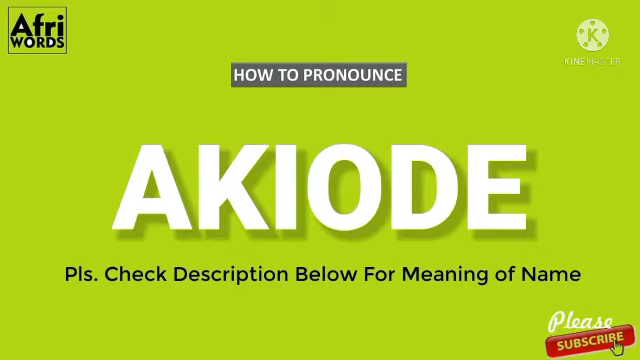 Afri
WORDS
K
KINEMASTER
HOW TO PRONOUNCE
AKIODE
Pls. Check Description Below For Meaning of Name
Please
SUBSCRIBE